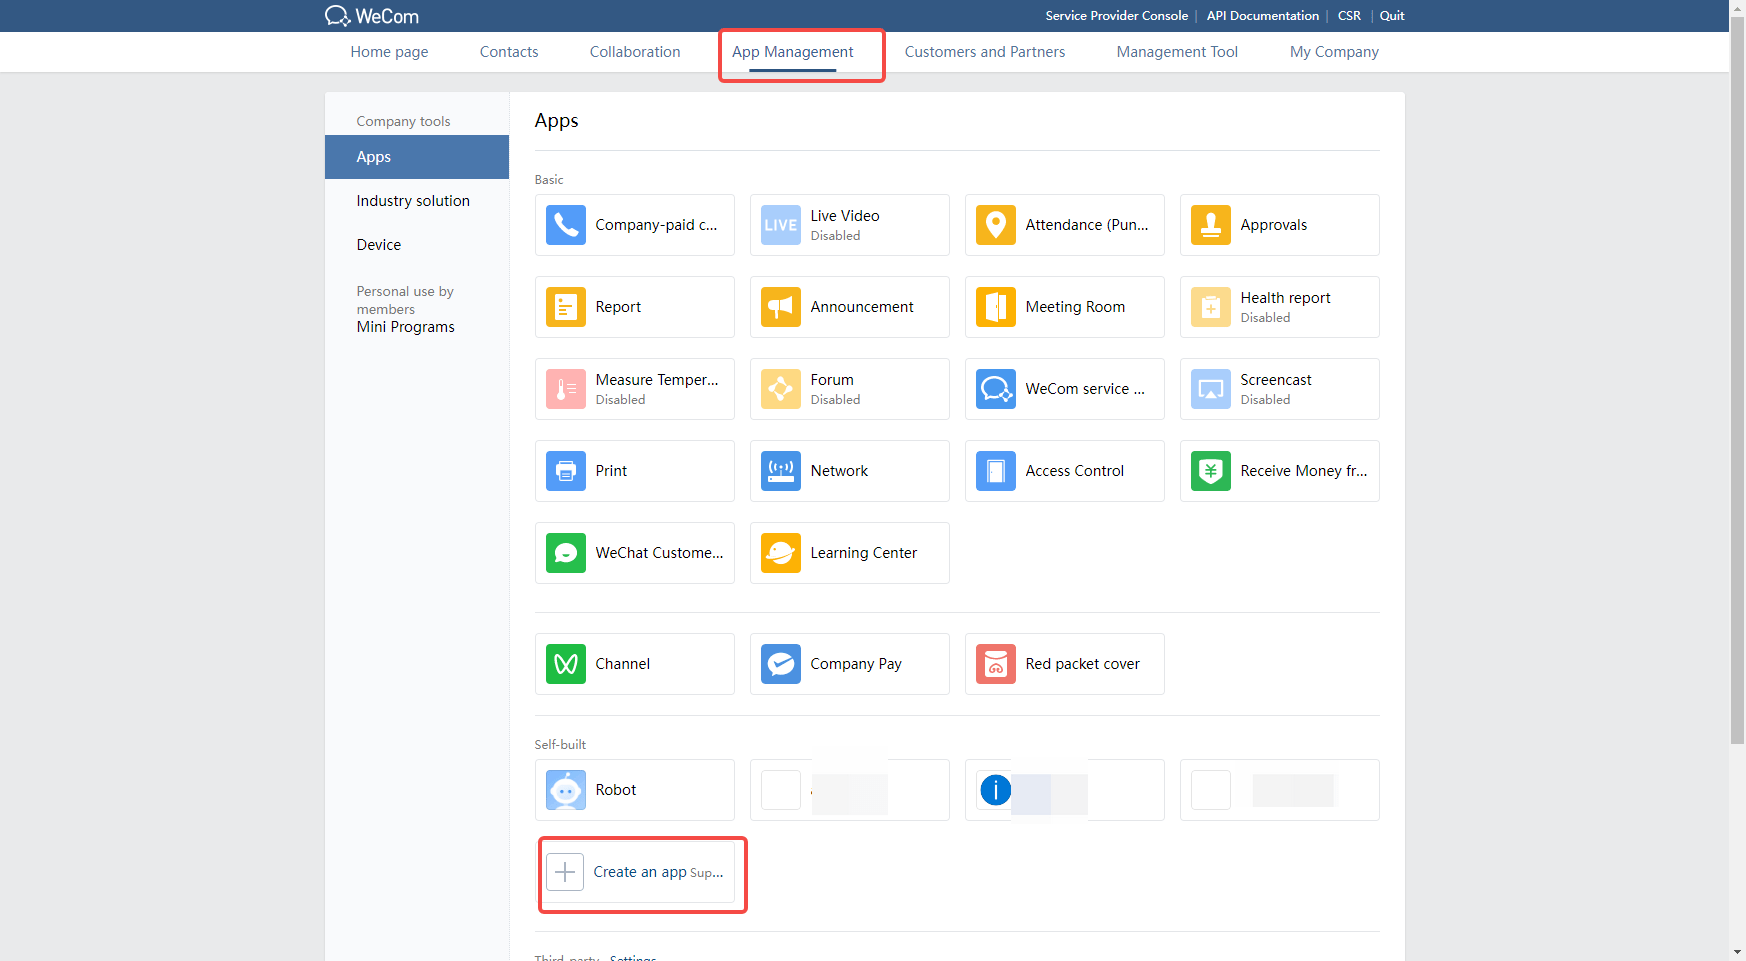 WeCom
Service Provider Console | API Documentation | CSR | Quit
Home page Contacts Collaboration App Management Customers and Partners Management Tool My Company
Company tools
Apps
Industry solution
Device
Personal use by
members
Mini Programs
Apps
Basic
Company-paid c...
LIVE
Live Video
Disabled
Attendance (Pun...
Approvals
Report
Announcement
Meeting Room
Health report
Disabled
Measure Temper...
Disabled
Forum
Disabled
WeCom service ...
Screencast
Disabled
Print
Network
Access Control
Receive Money fr...
WeChat Custome...
Learning Center
Channel
Company Pay
Red packet cover
Self-built
Robot
Create an app Sup...
Third-party Settings